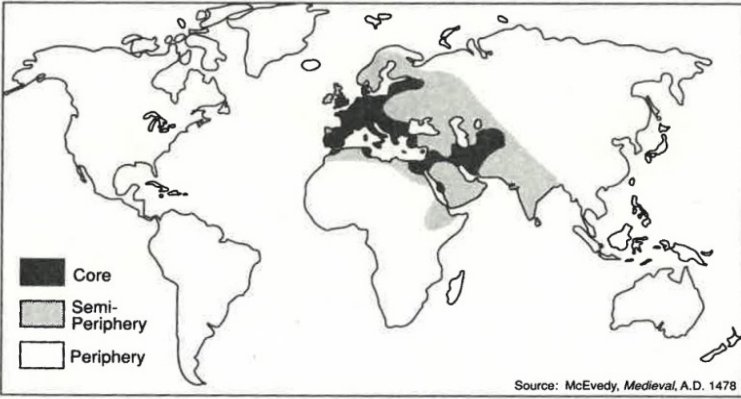 Core
Semi-
Periphery
Periphery
Source: McEvedy, Medieval, A.D. 1478